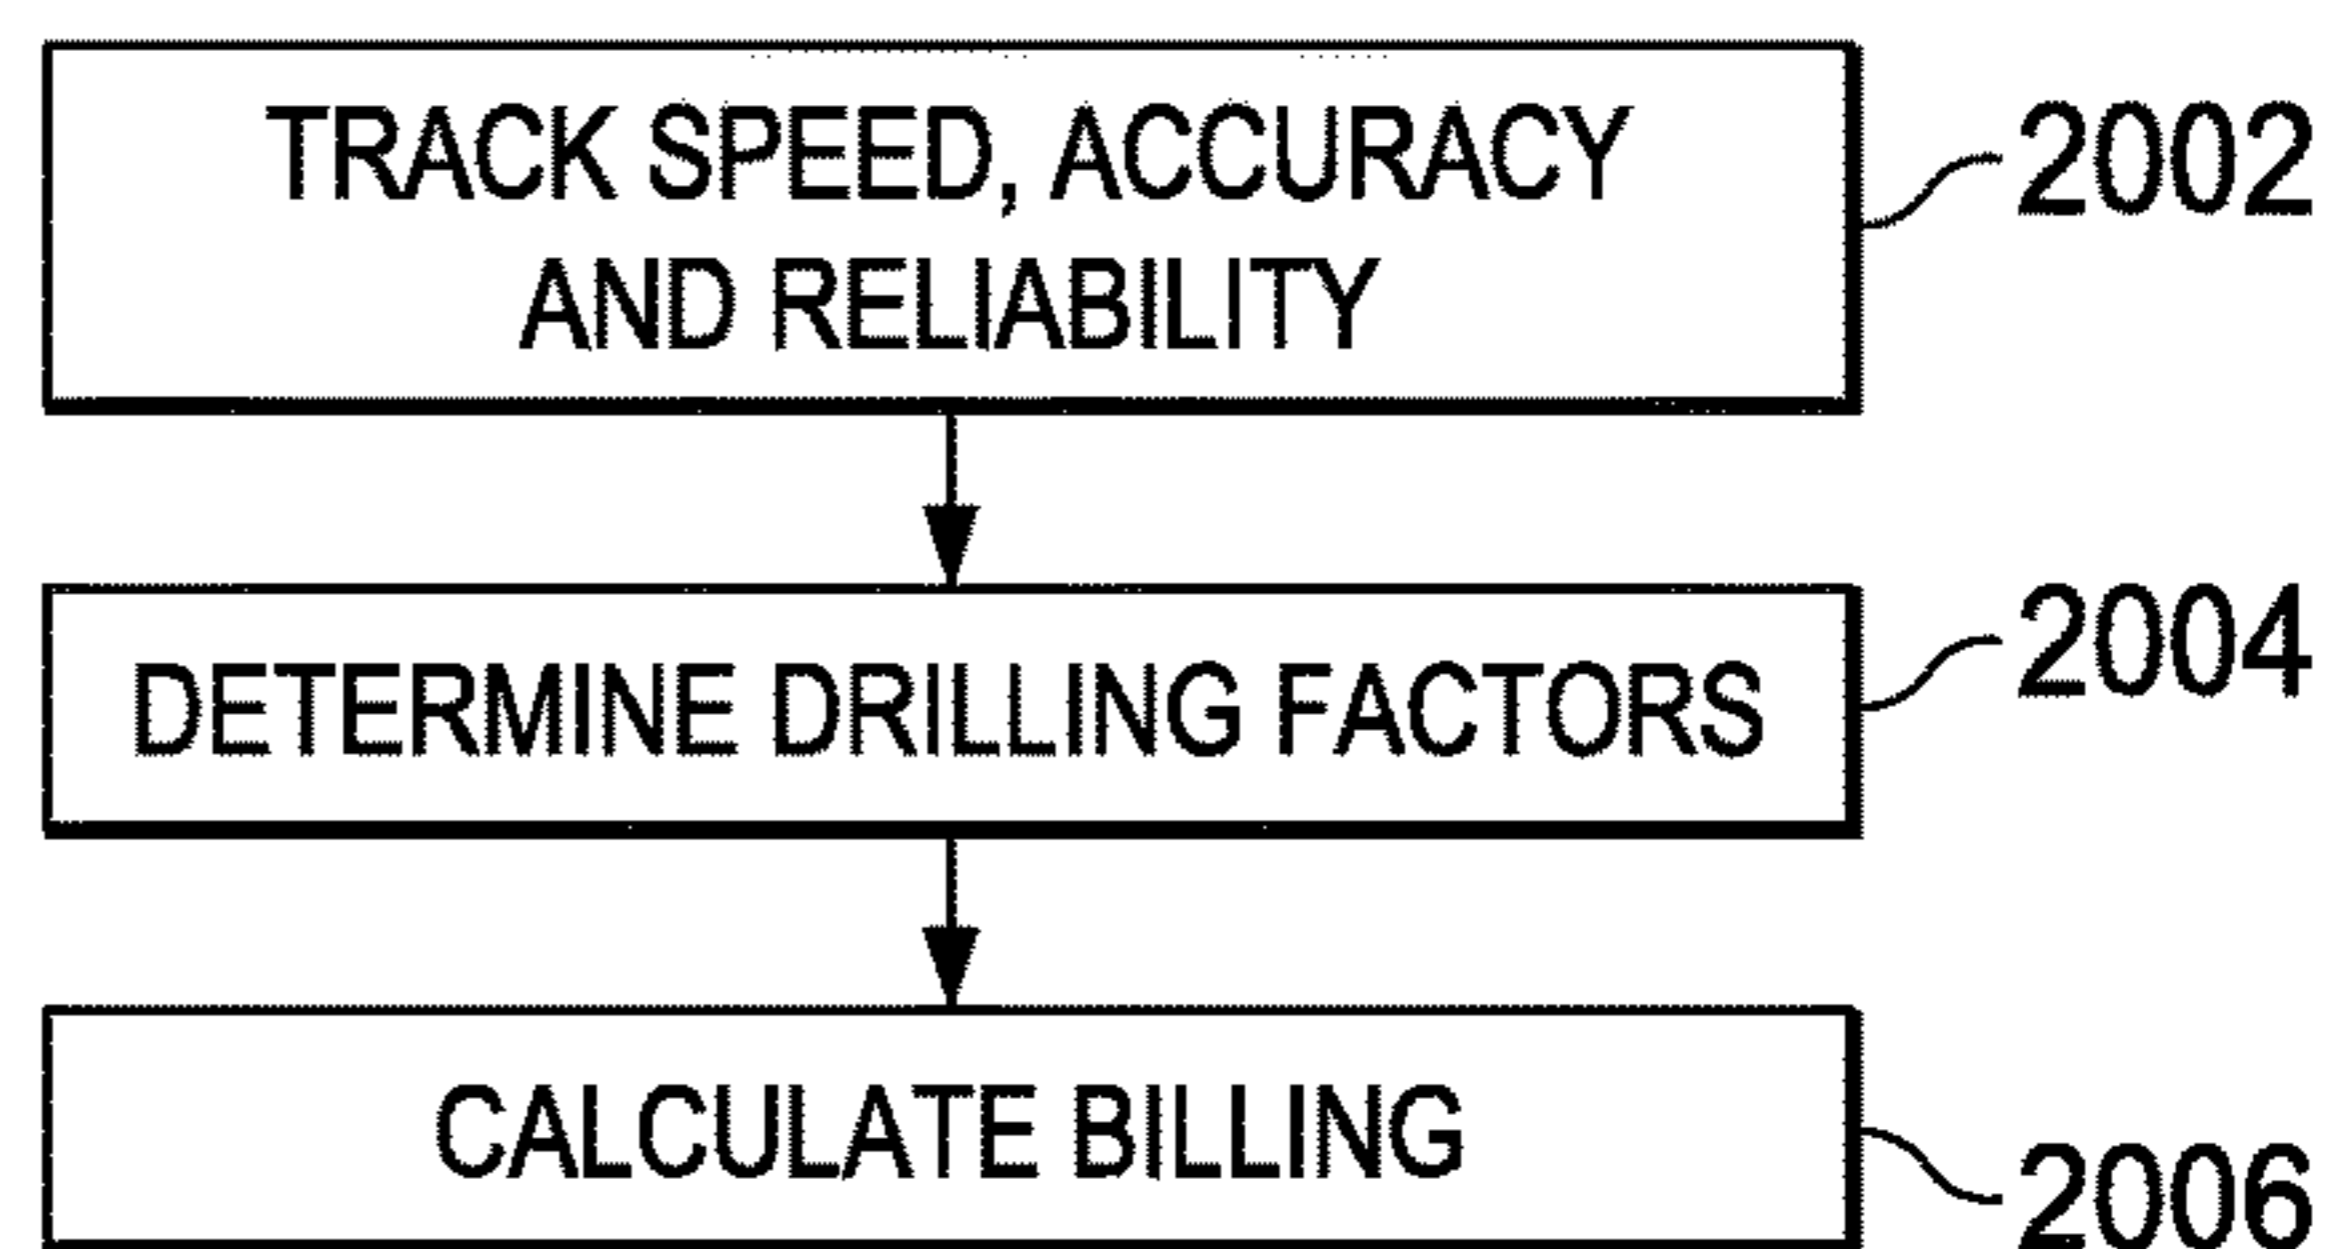 TRACK SPEED, ACCURACY
AND RELIABILITY
2002
DETERMINE DRILLING FACTORS
2004
CALCULATE BILLING
2006